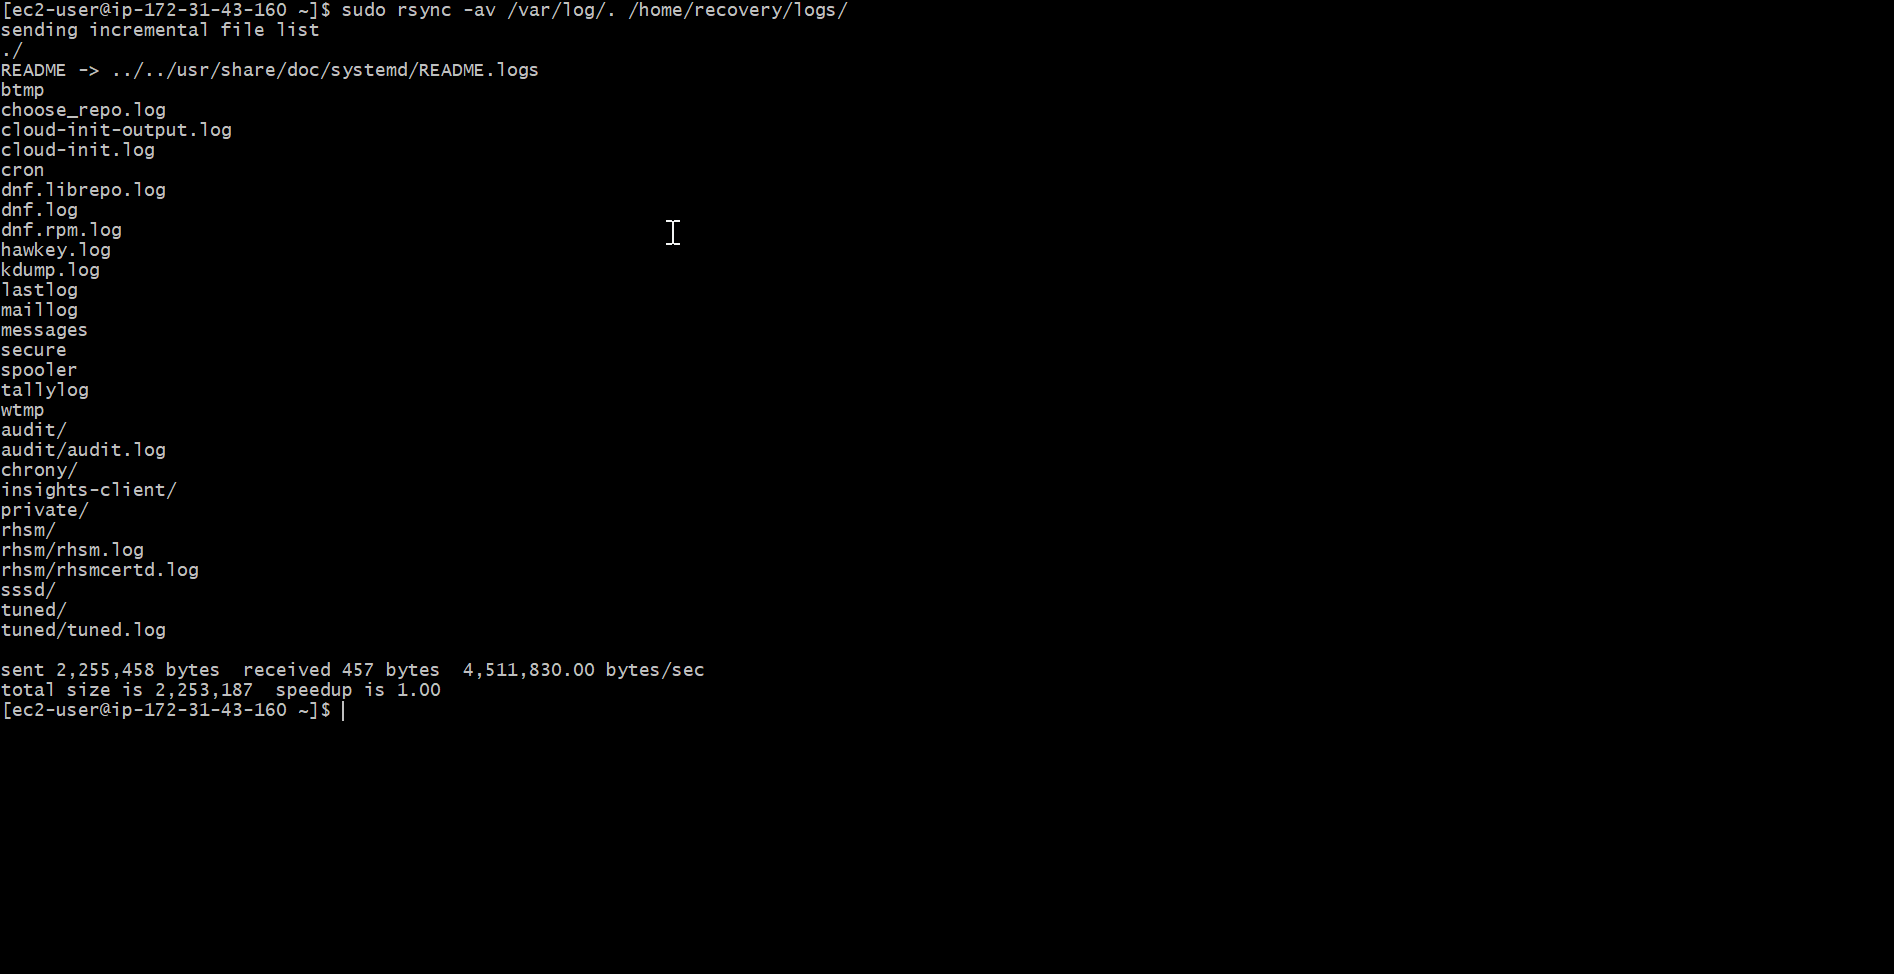 [ec2-user@ip-172-31-43-160 ~]$ sudo rsync -av /var/log/. /home/recovery/logs/
sending incremental file list
./
README -> ../../usr/share/doc/systemd/README.logs
btmp
choose_repo.log
cloud-init-output.log
cloud-init.log
cron
dnf.librepo.log
dnf.log
dnf.rpm.log
hawkey.log
kdump.log
lastlog
maillog
messages
secure
spooler
tallylog
wtmp
audit/
audit/audit.log
chrony/
insights-client/
private/
rhsm/
rhsm/rhsm.log
rhsm/rhsmcertd.log
sssd/
tuned/
tuned/tuned.log

sent 2,255,458 bytes  received 457 bytes  4,511,830.00 bytes/sec
total size is 2,253,187  speedup is 1.00
[ec2-user@ip-172-31-43-160 ~]$